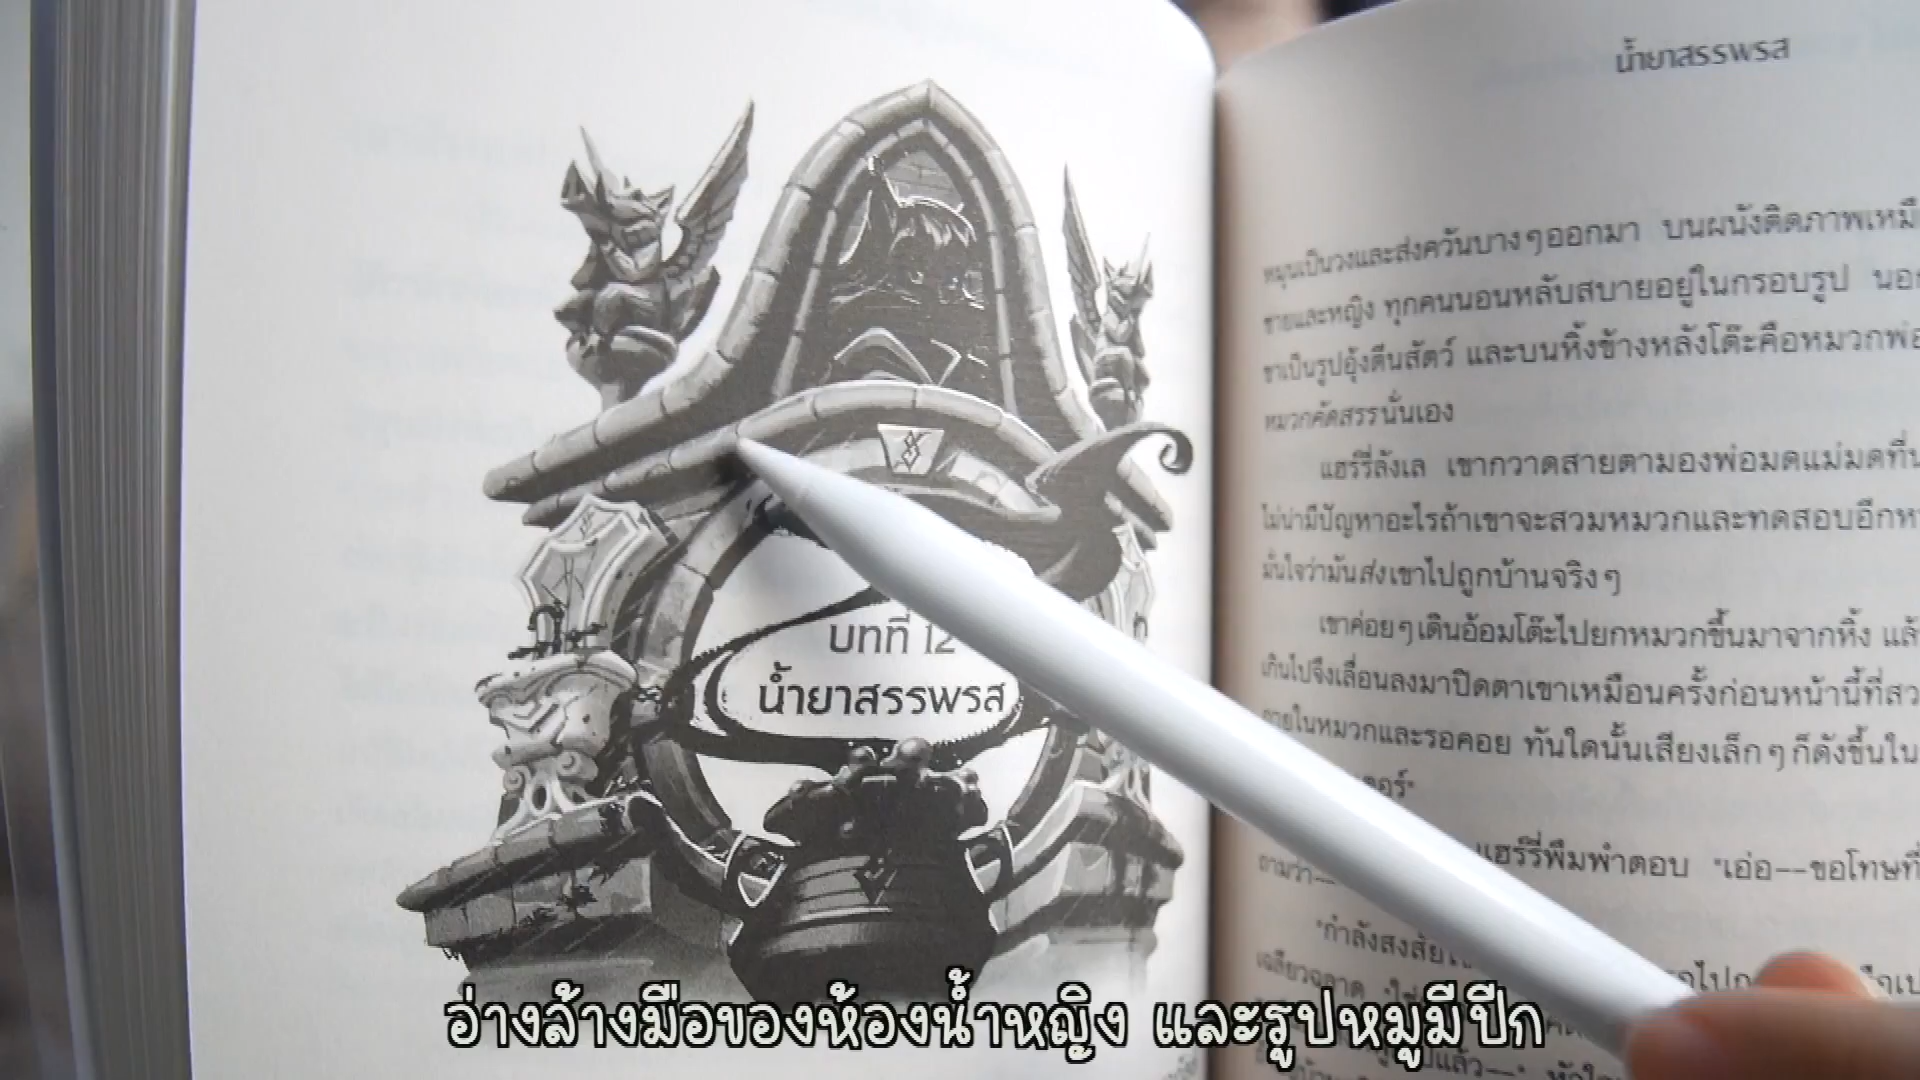 บทที่ 12
น้ำยาสรรพรส
น้ำยาสรรพรส
หมุนเป็นวงและส่งควันบางๆออกมา บนผนังติดภาพเหมื
ชายและหญิง ทุกคนนอนหลับสบายอยู่ในกรอบรูป
ขาเป็นรูปอุ้งตีนสัตว์ และบนหิ้งข้างหลังโต๊ะคือหมวกพ่อ
หมวกคัดสรรนั่นเอง
แฮร์รี่ลังเล เขากวาดสายตามองพ่อมดแม่มดที่
ไม่น่ามีปัญหาอะไรถ้าเขาจะสวมหมวกและทดสอบอีก
มั่นใจว่ามันส่งเขาไปถูกบ้านจริงๆ
เขาค่อยๆเดินอ้อมโต๊ะไปยกหมวกขึ้นมาจากหิ้ง
เกินไปจึงเลื่อนลงมาปิดตาเขาเหมือนครั้งก่อนหน้านี้ที่
ภายในหมวกและรอคอย ทันใดนั้นเสียงเล็กๆก็ดังขึ้นใน
แฮร์รี่พึมพำตอบ "เอ่อ--ขอโทษที่
ถามว่า--
"กำลังสงสัย
เฉลียวฉลาด
อ่างล้างมือของห้องน้ำหญิง และรูปหมูมีปีก